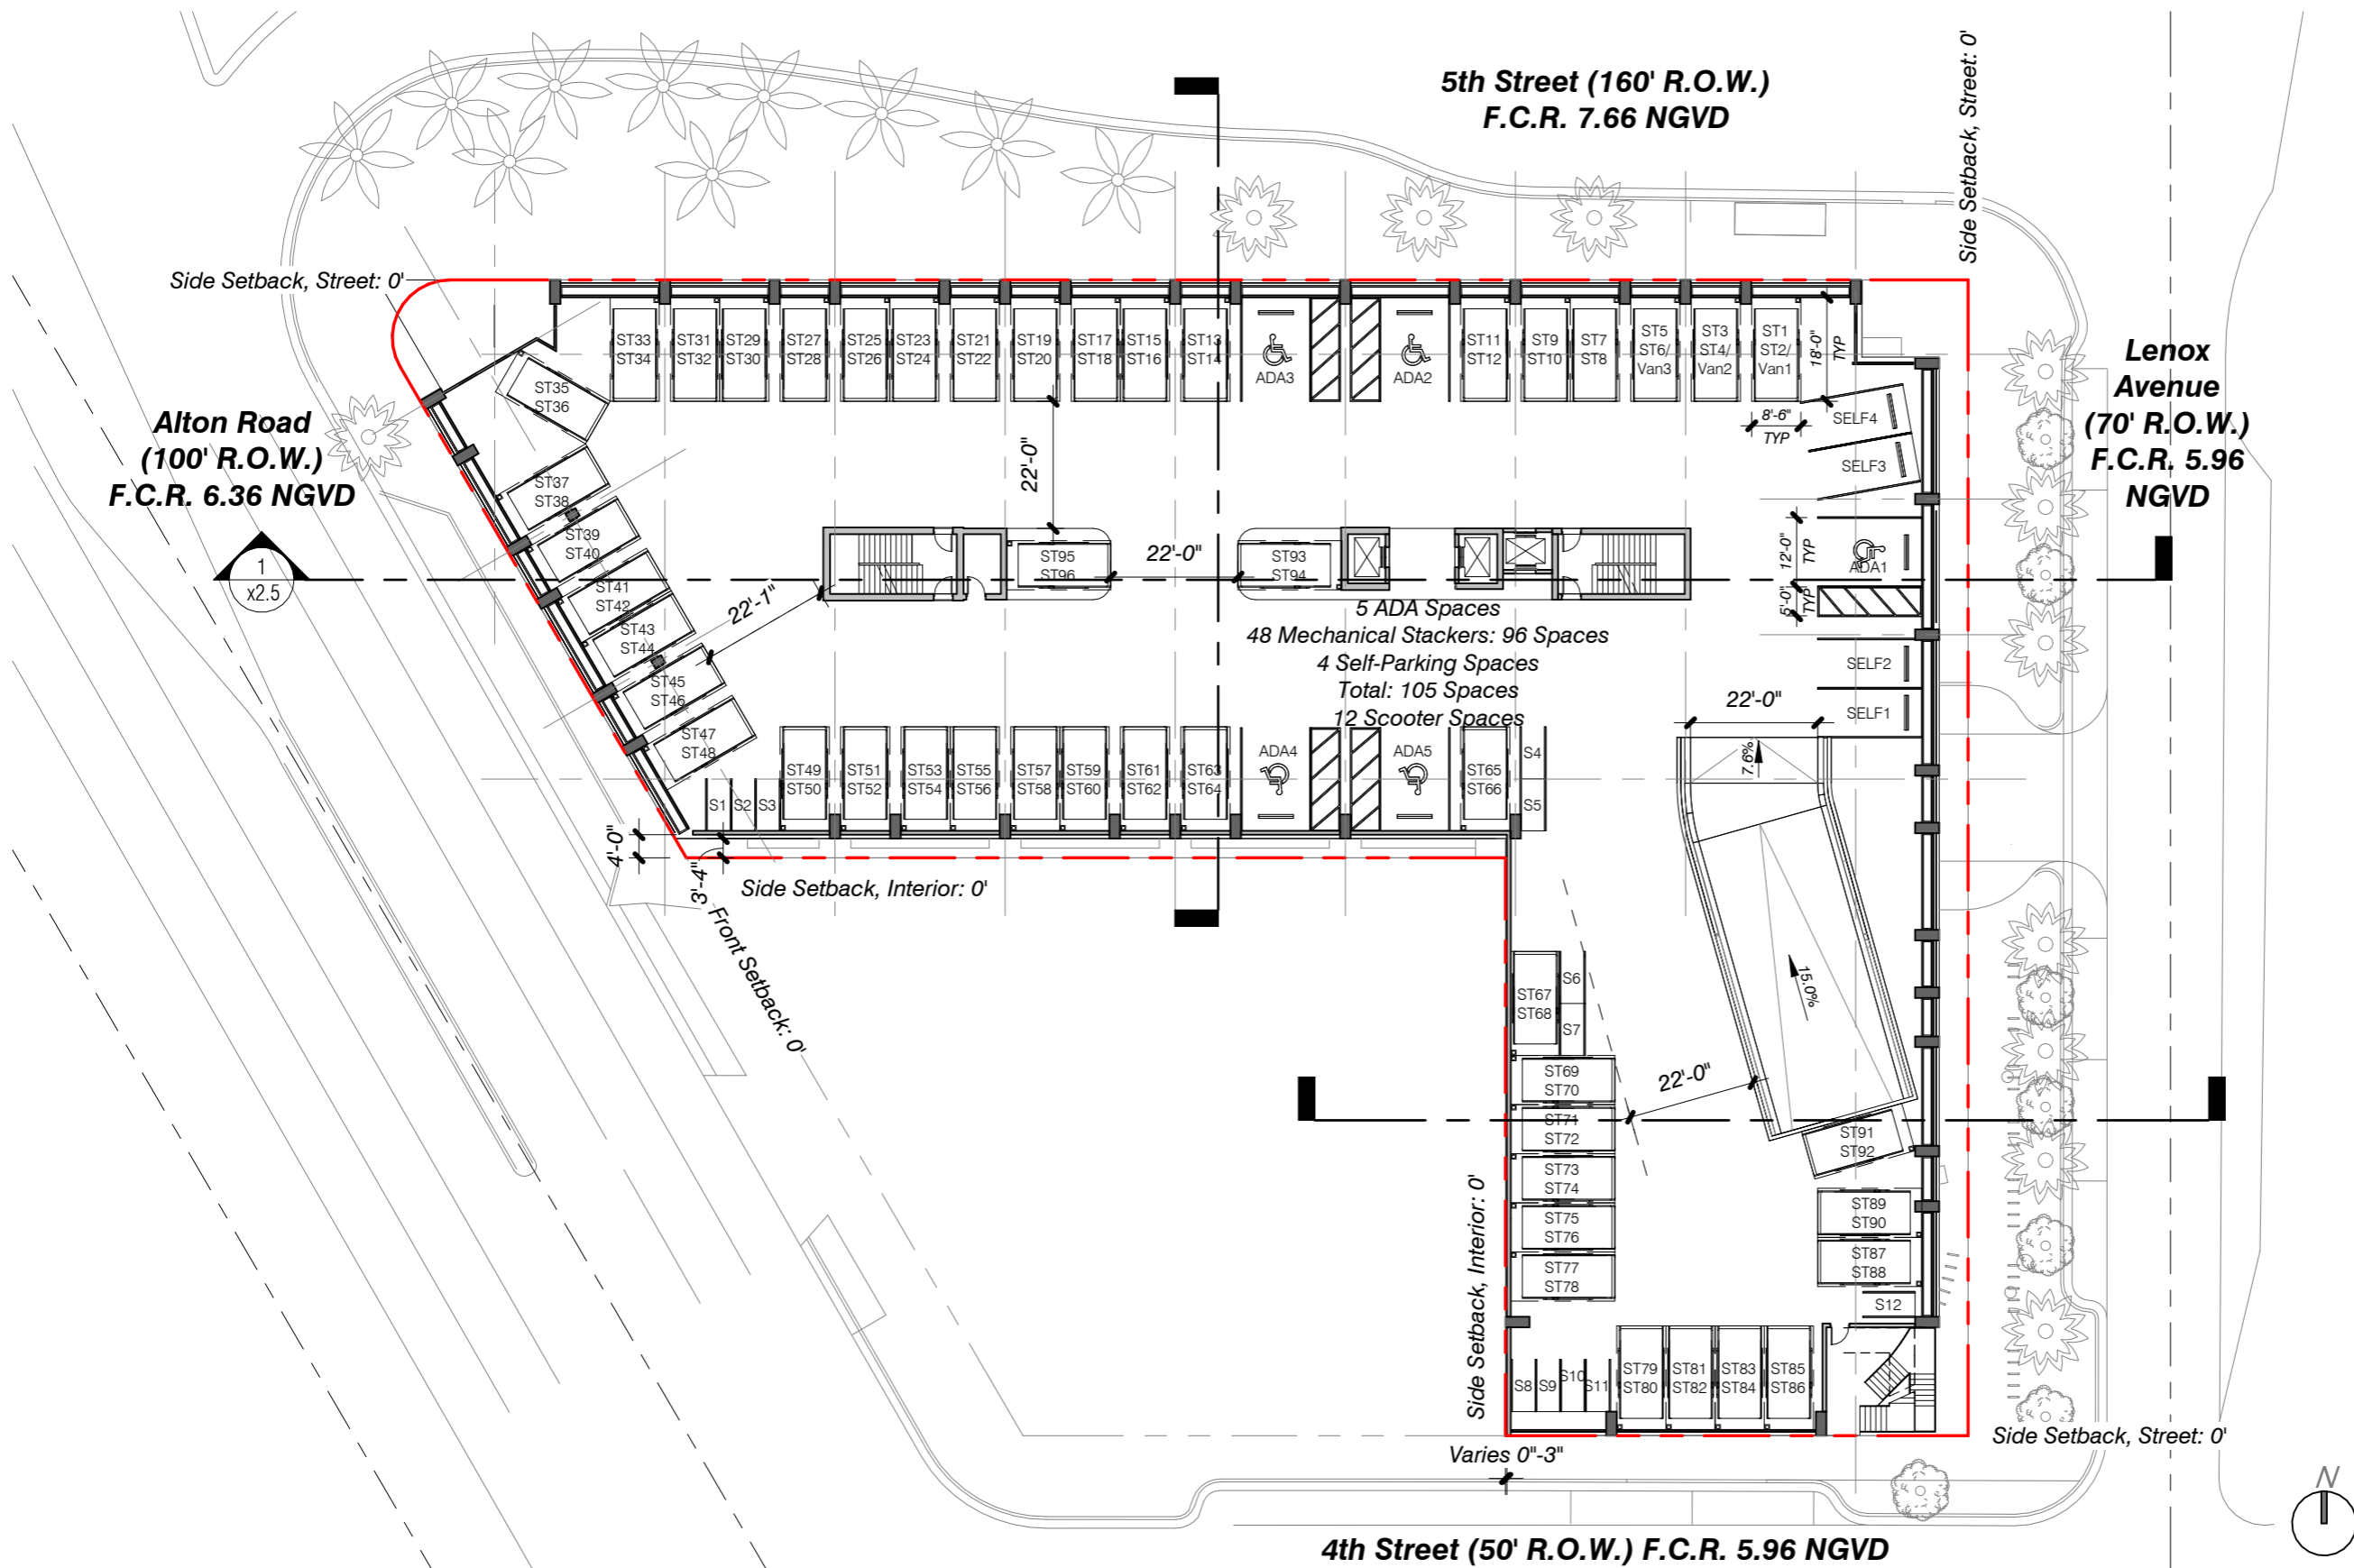 5th Street (160' R.O.W.)
F.C.R. 7.66 NGVD
Side Setback, Street: 0'
Side Setback, Street: 0'
Lenox
Avenue
(70' R.O.W.)
F.C.R. 5.96
NGVD
Alton Road
(100' R.O.W.)
F.C.R. 6.36 NGVD
1
x2.5
ST33
ST34
ST31
ST32
ST29
ST30
ST27
ST28
ST25
ST26
ST23
ST24
ST21
ST22
ST19
ST20
ST17
ST18
ST15
ST16
ST13
ST14
ADA3
ADA2
ST11
ST12
ST9
ST10
ST7
ST8
ST5
ST6/
Van3
ST3
ST4/
Van2
ST1
ST2/
Van1
18'-0"
TYP
8'-6"
TYP
SELF4
SELF3
ST35
ST36
ST37
ST38
ST39
ST40
ST41
ST42
ST43
ST44
ST45
ST46
ST47
ST48
22'-0"
22'-1"
ST95
ST96
22'-0"
ST93
ST94
12'-0"
TYP
ADA1
5'-0"
TYP
5 ADA Spaces
48 Mechanical Stackers: 96 Spaces
4 Self-Parking Spaces
Total: 105 Spaces
12 Scooter Spaces
SELF2
SELF1
22'-0"
7.6%
S1
S2
S3
ST49
ST50
ST51
ST52
ST53
ST54
ST55
ST56
ST57
ST58
ST59
ST60
ST61
ST62
ST63
ST64
ADA4
ADA5
ST65
ST66
S4
S5
4'-0"
3'-4"
Side Setback, Interior: 0'
Front Setback: 0'
15.0%
ST67
ST68
S6
S7
ST69
ST70
ST71
ST72
ST73
ST74
ST75
ST76
ST77
ST78
22'-0"
ST91
ST92
ST89
ST90
ST87
ST88
S12
Side Setback, Interior: 0'
S8
S9
S10
S11
ST79
ST80
ST81
ST82
ST83
ST84
ST85
ST86
Side Setback, Street: 0'
Varies 0"-3"
N
4th Street (50' R.O.W.) F.C.R. 5.96 NGVD